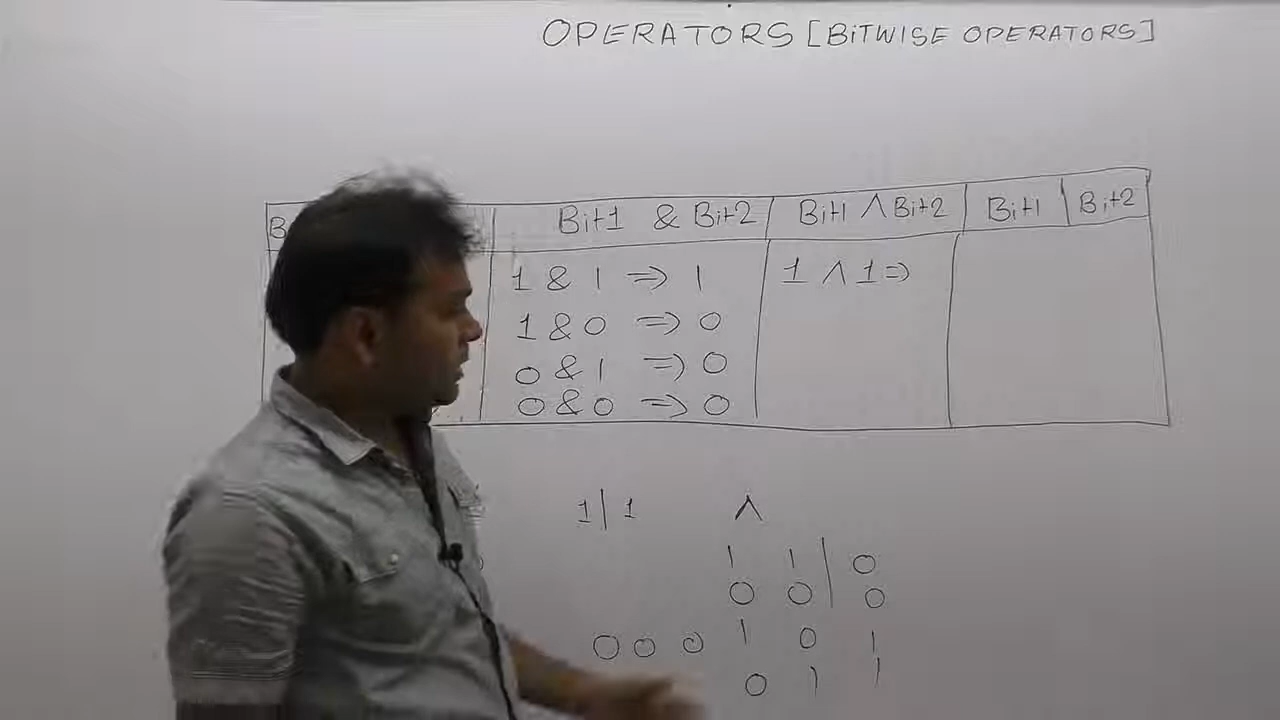 OPERATORS [BiTWISE OPERATORS]
B Bit1 & Bit2 Bit1 ∧ Bit2 Bit1 | Bit2
1 & 1 => 1 1 ∧ 1 =>
1 & 0 => 0
0 & 1 => 0
0 & 0 => 0
1 | 1 ∧
1 1 | 0
0 0 | 0
0 0 0 1 0 1
0 1 1